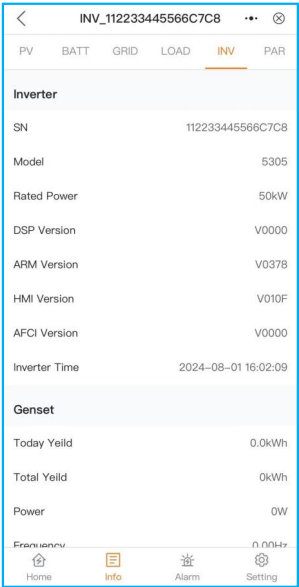 INV_112233445566C7C8
PV BATT GRID LOAD INV PAR
Inverter
SN 112233445566C7C8
Model 5305
Rated Power 50kW
DSP Version V0000
ARM Version V0378
HMI Version V010F
AFCI Version V0000
Inverter Time 2024-08-01 16:02:09
Genset
Today Yeild 0.0kWh
Total Yeild 0kWh
Power 0W
Frequency 0.00Hz
Home Info Alarm Setting